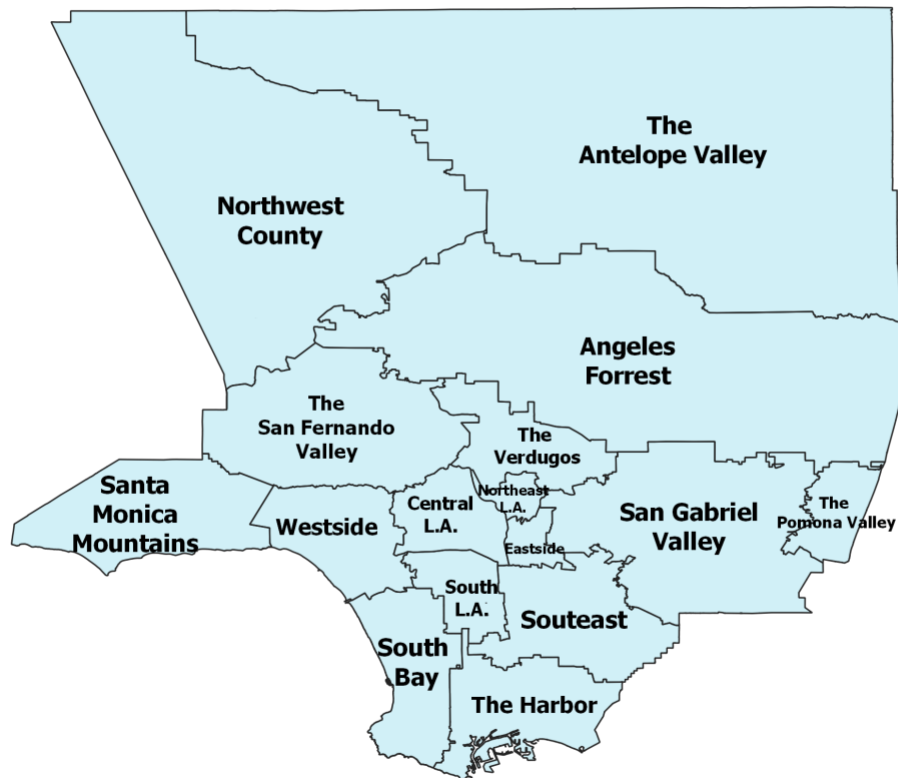 The
Antelope Valley
Northwest
County
Angeles
Forrest
The
San Fernando
Valley
The
Verdugos
Santa
Monica
Mountains
Westside
Central
L.A.
Northeast
L.A.
San Gabriel
Valley
The
Pomona Valley
Eastside
South
L.A.
Souteast
South
Bay
The Harbor